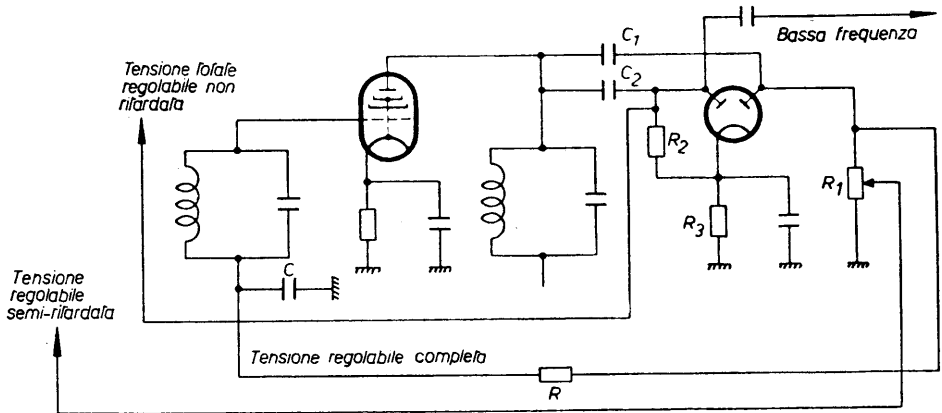 Bassa frequenza
C1
C2
Tensione totale
regolabile non
ritardata
R2
R1
R3
C
Tensione
regolabile
semi-ritardata
Tensione regolabile completa
R